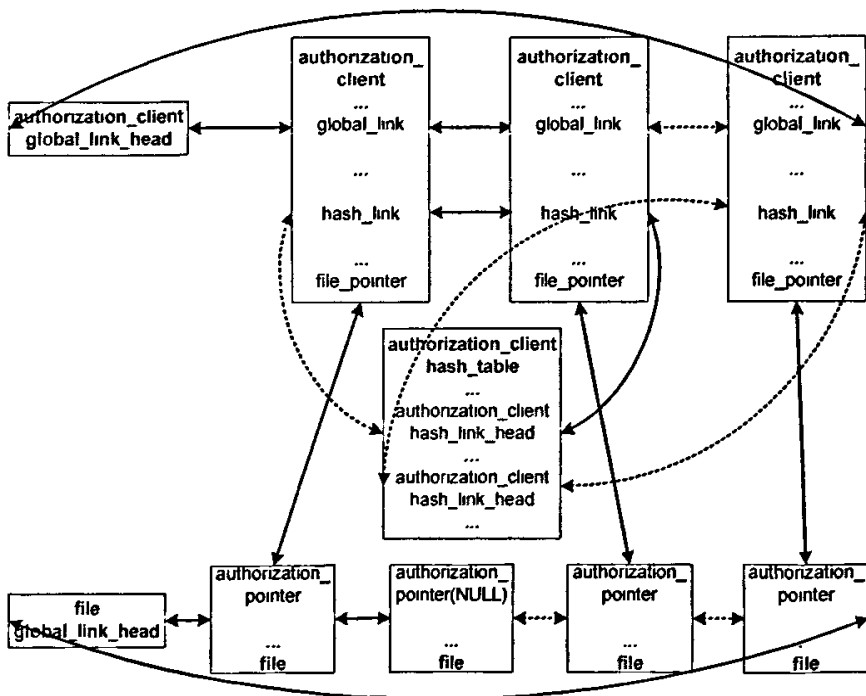 authorization_
client
...
global_link
...
hash_link
...
file_pointer
authorization_
client
...
global_link
...
hash_link
...
file_pointer
authorization_
client
...
global_link
...
hash_link
...
file_pointer
authorization_client
global_link_head
authorization_client
hash_table
...
authorization_client
hash_link_head
...
authorization_client
hash_link_head
...
file
global_link_head
authorization_
pointer
...
file
authorization_
pointer(NULL)
...
file
authorization_
pointer
...
file
authorization_
pointer
...
file